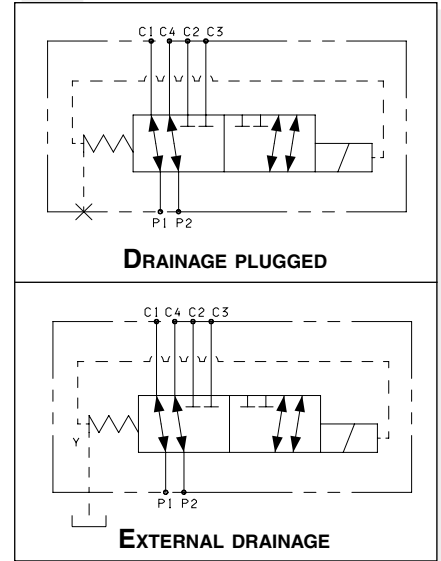 C1 C4 C2 C3
P1 P2
DRAINAGE PLUGGED
C1 C4 C2 C3
Y
P1 P2
EXTERNAL DRAINAGE